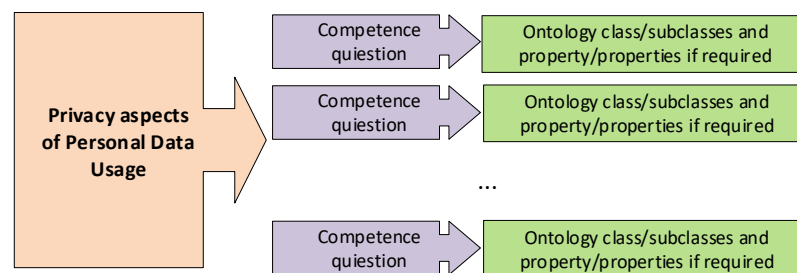 Privacy aspects
of Personal Data
Usage
Competence
quiestion
Ontology class/subclasses and
property/properties if required
Competence
quiestion
Ontology class/subclasses and
property/properties if required
...
Competence
quiestion
Ontology class/subclasses and
property/properties if required